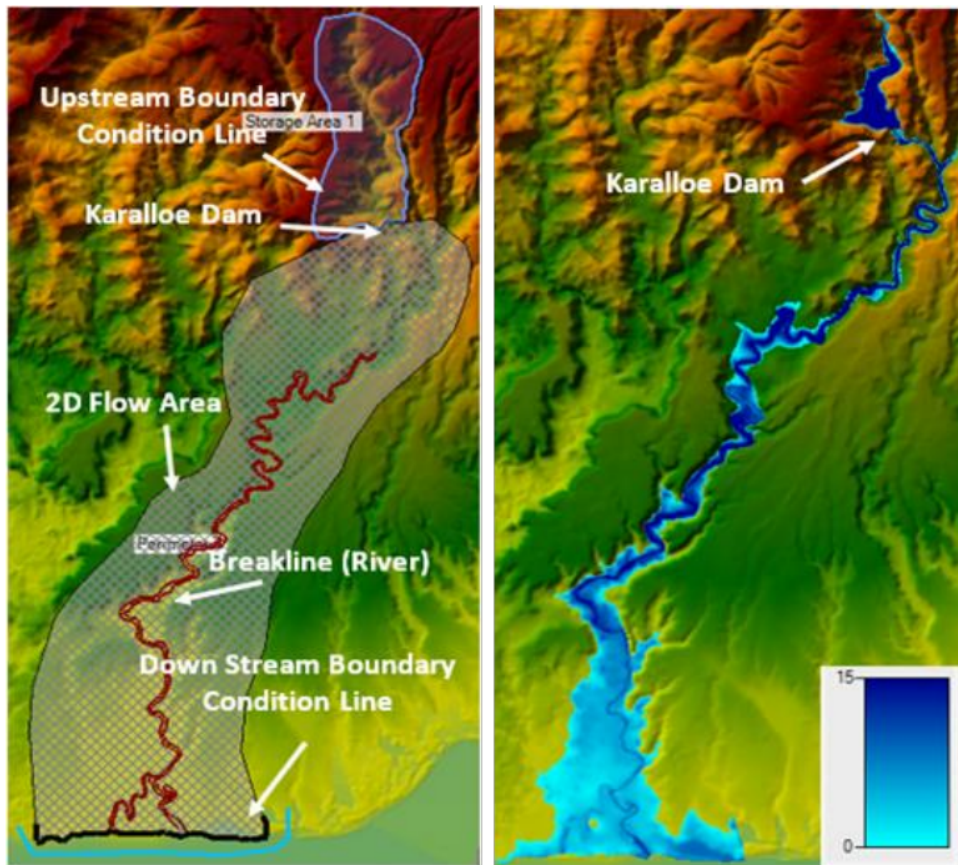 Upstream Boundary
Storage Area 1
Condition Line
Karalloe Dam
2D Flow Area
Breakline (River)
Down Stream Boundary
Condition Line
Karalloe Dam
15
0